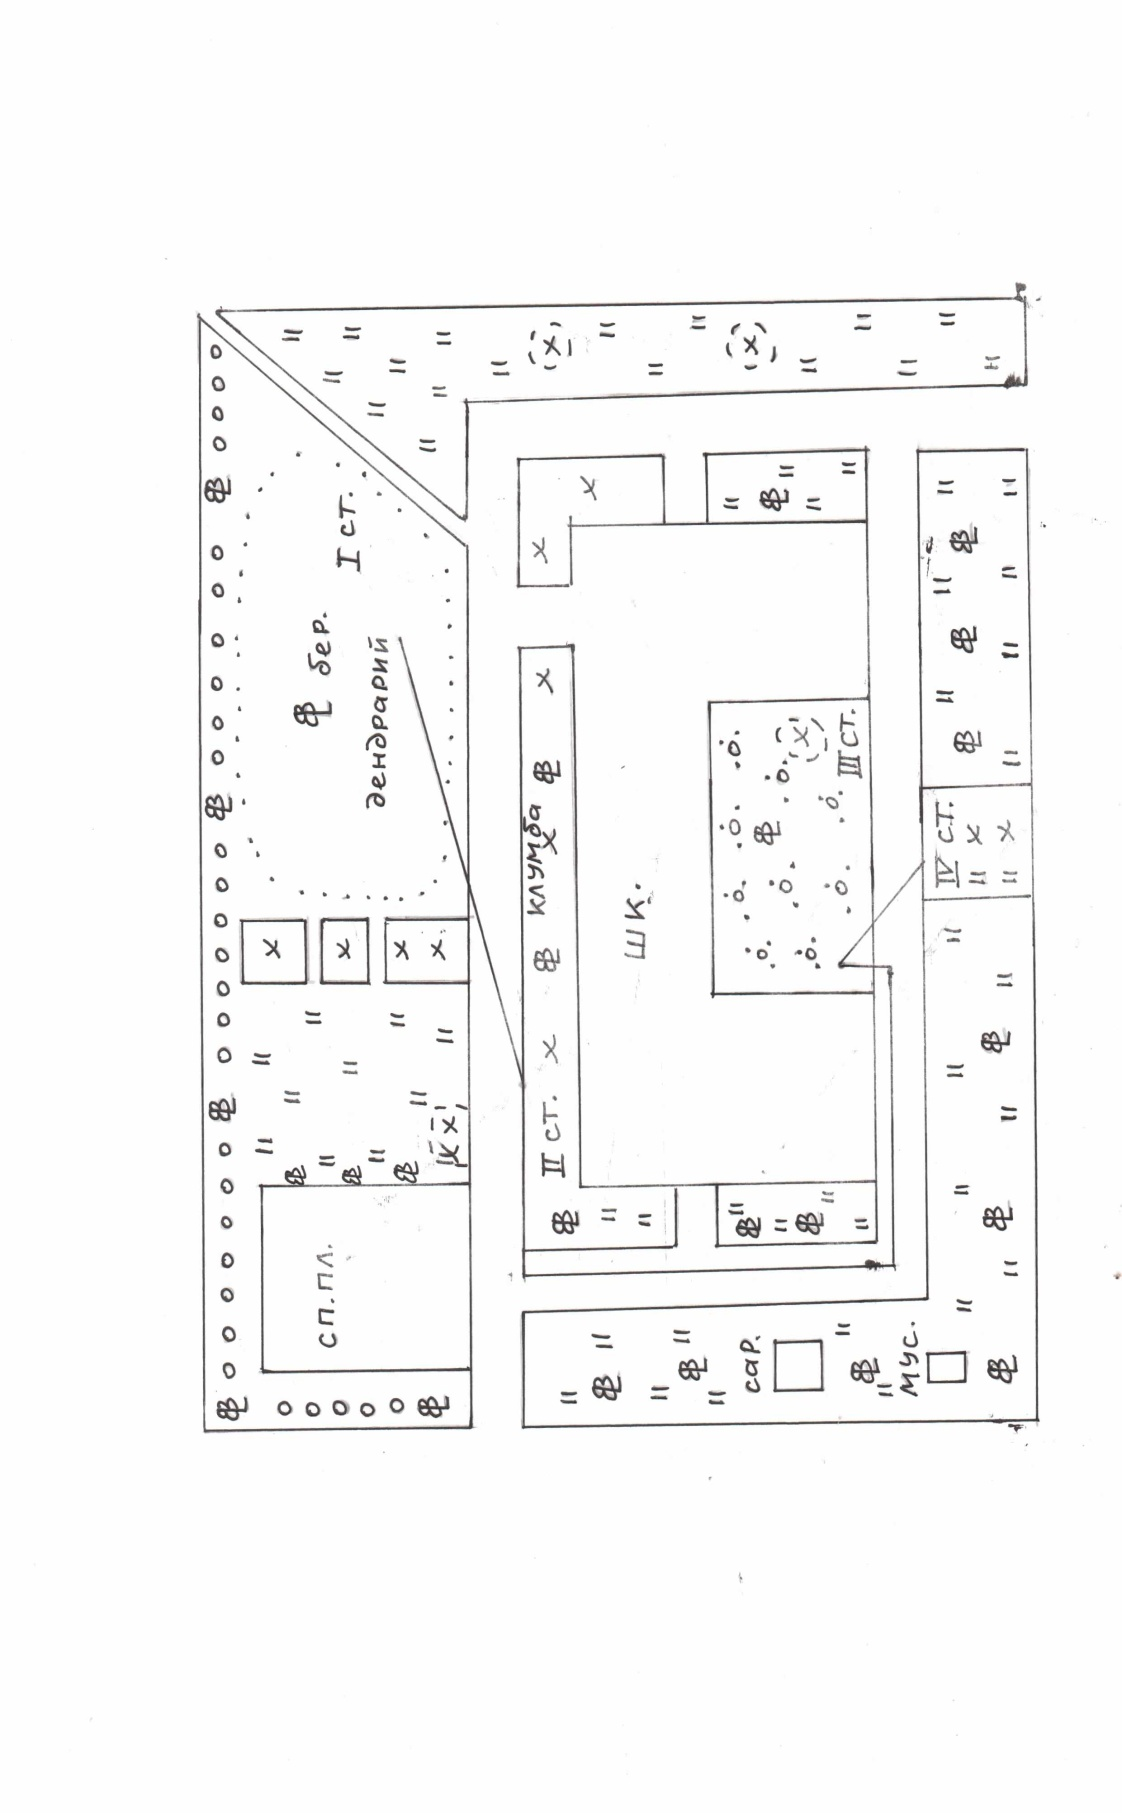 I ст.
бер.
дендрарий
сп.пл.
II ст.
клумба
шк.
III ст.
IV ст.
сар.
мус.